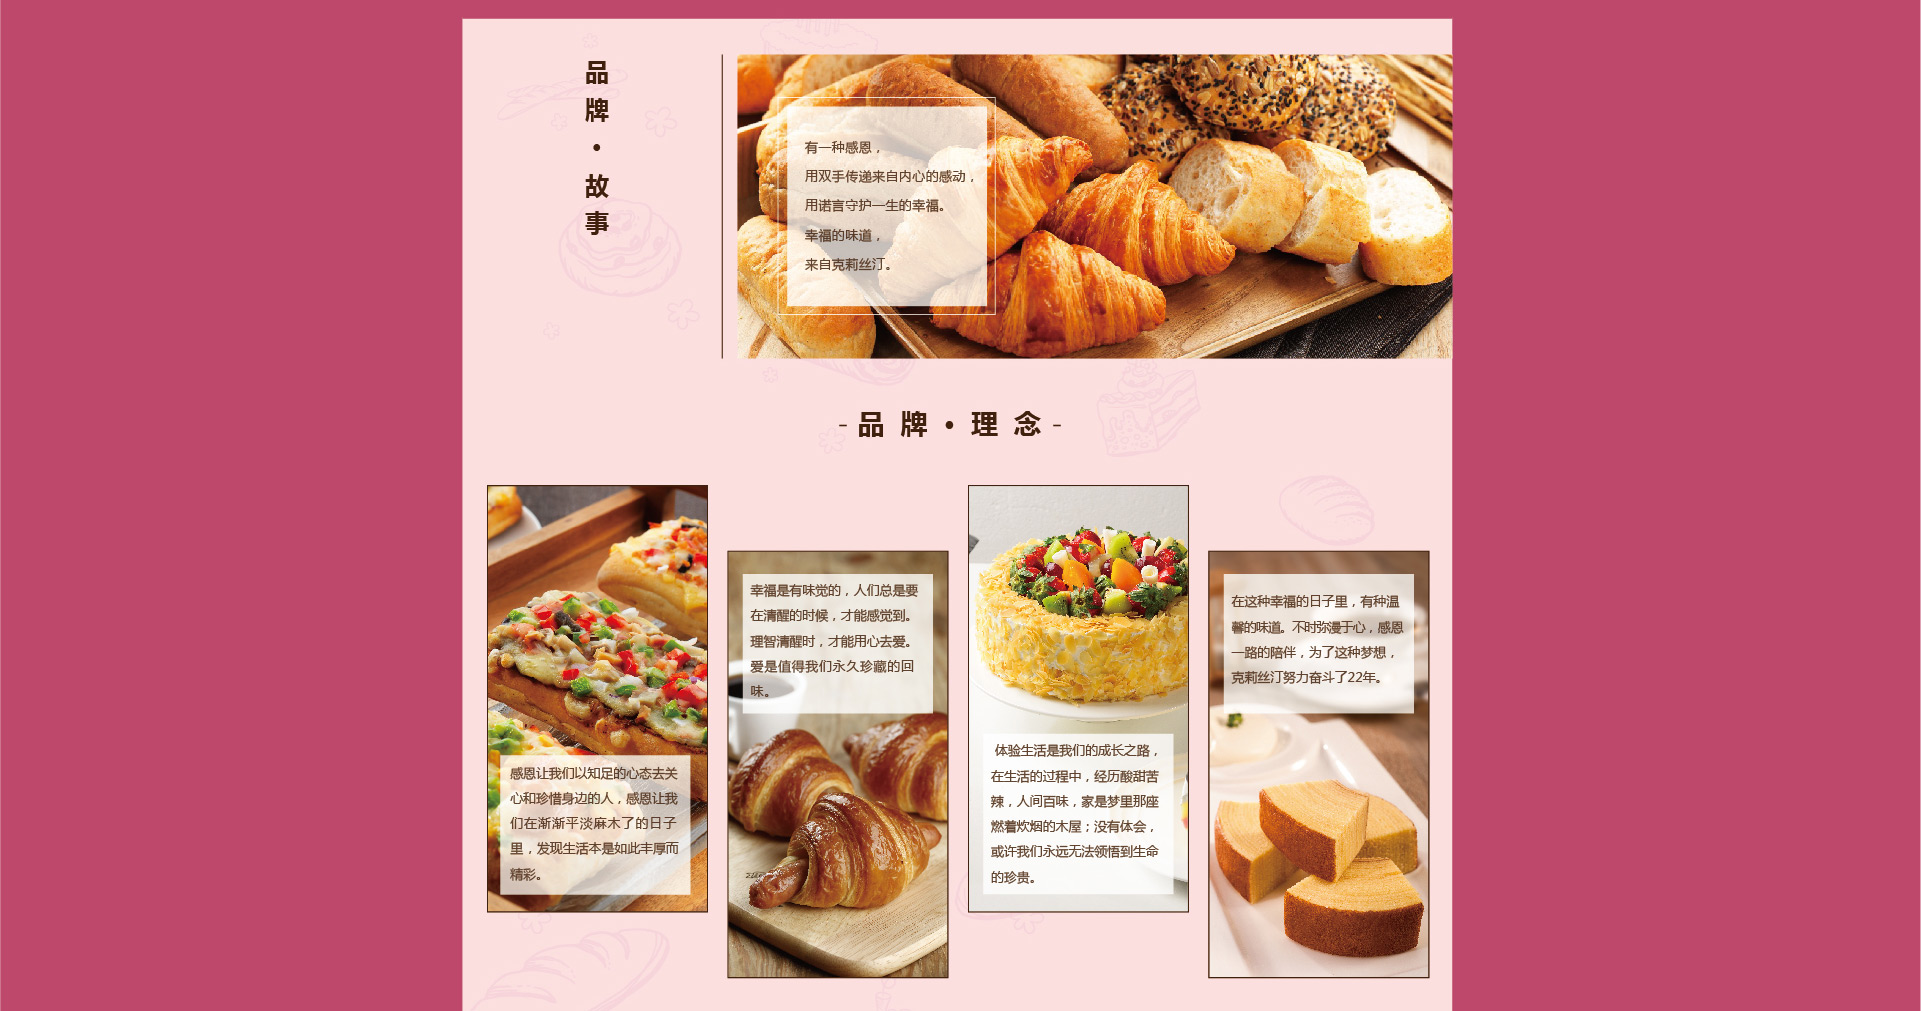 品牌·故事
有一种感恩，
用双手传递来自内心的感动，
用诺言守护一生的幸福。
幸福的味道，
来自克莉丝汀。
-品牌·理念-
感恩让我们以知足的心态去关
心和珍惜身边的人，感恩让我
们在渐渐平淡麻木了的日子
里，发现生活本是如此丰厚而
精彩。
幸福是有味觉的，人们总是要
在清醒的时候，才能感觉到。
理智清醒时，才能用心去爱。
爱是值得我们永久珍藏的回
味。
体验生活是我们的成长之路，
在生活的过程中，经历酸甜苦
辣，人间百味，家是梦里那座
燃着炊烟的木屋；没有体会，
或许我们永远无法领悟到生命
的珍贵。
在这种幸福的日子里，有种温
馨的味道。不时弥漫于心，感恩
一路的陪伴，为了这种梦想，
克莉丝汀努力奋斗了22年。